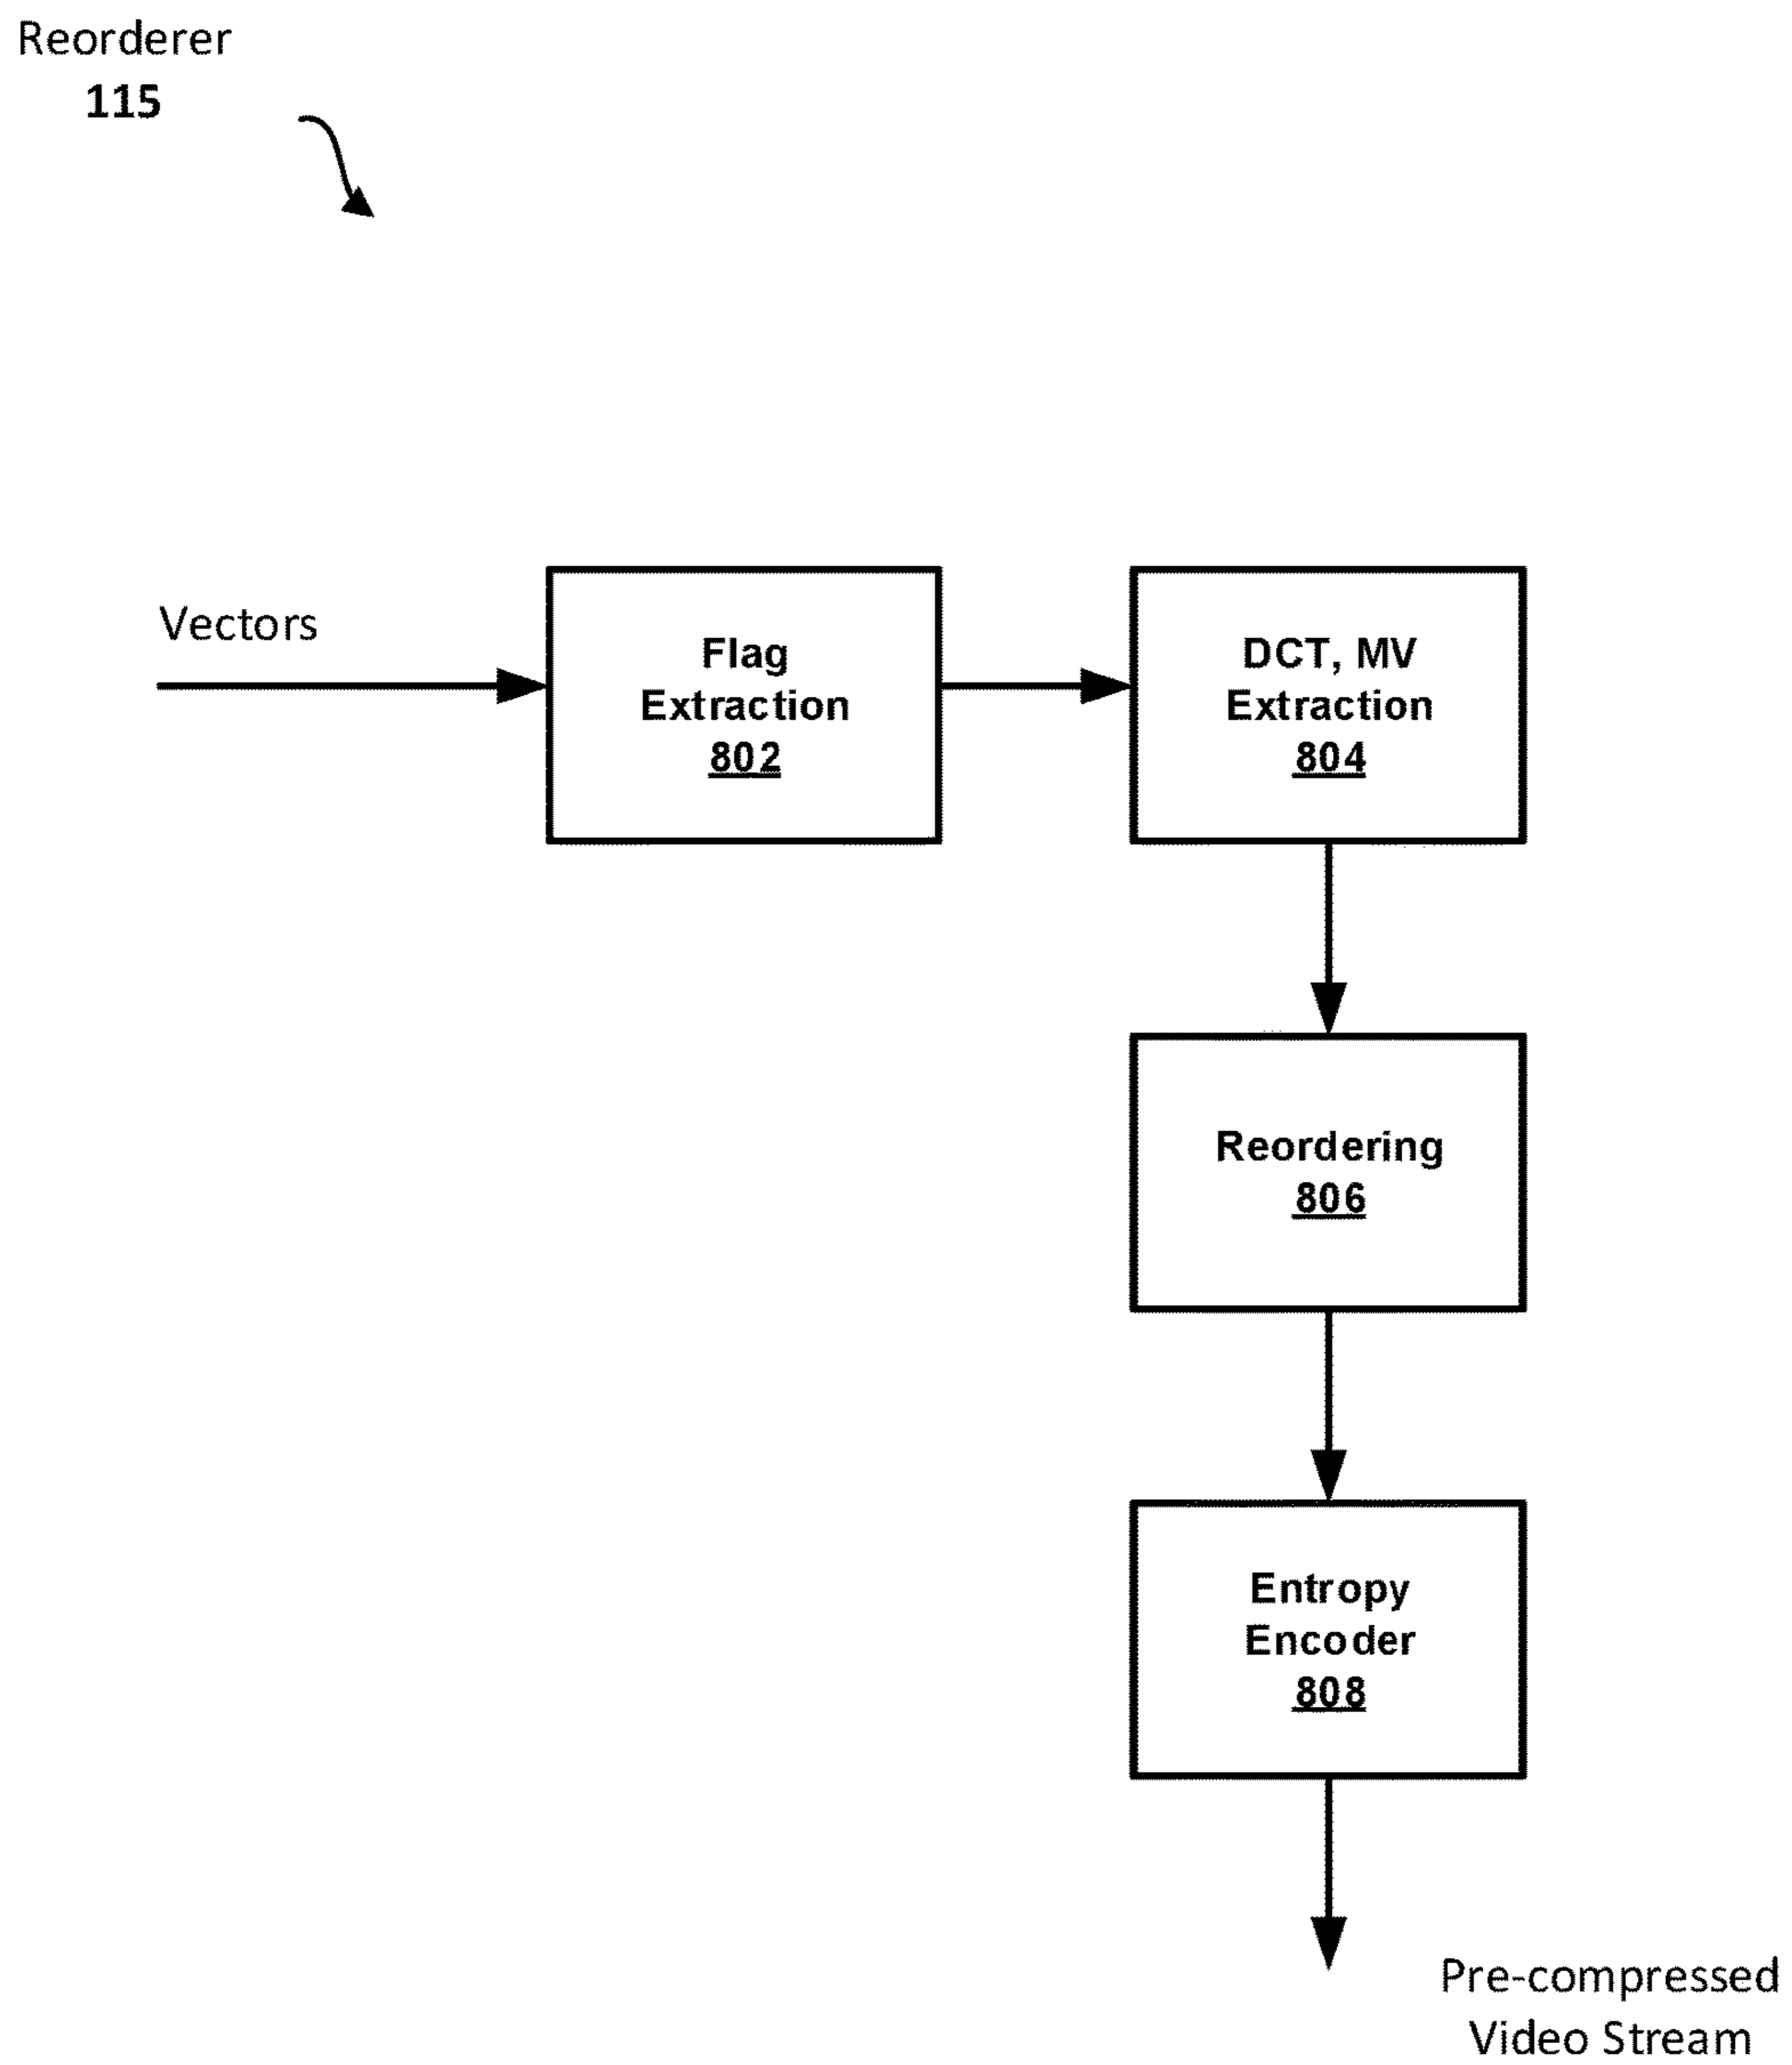 Reorderer
115
Vectors
Flag
Extraction
802
DCT, MV
Extraction
804
Reordering
806
Entropy
Encoder
808
Pre-compressed
Video Stream